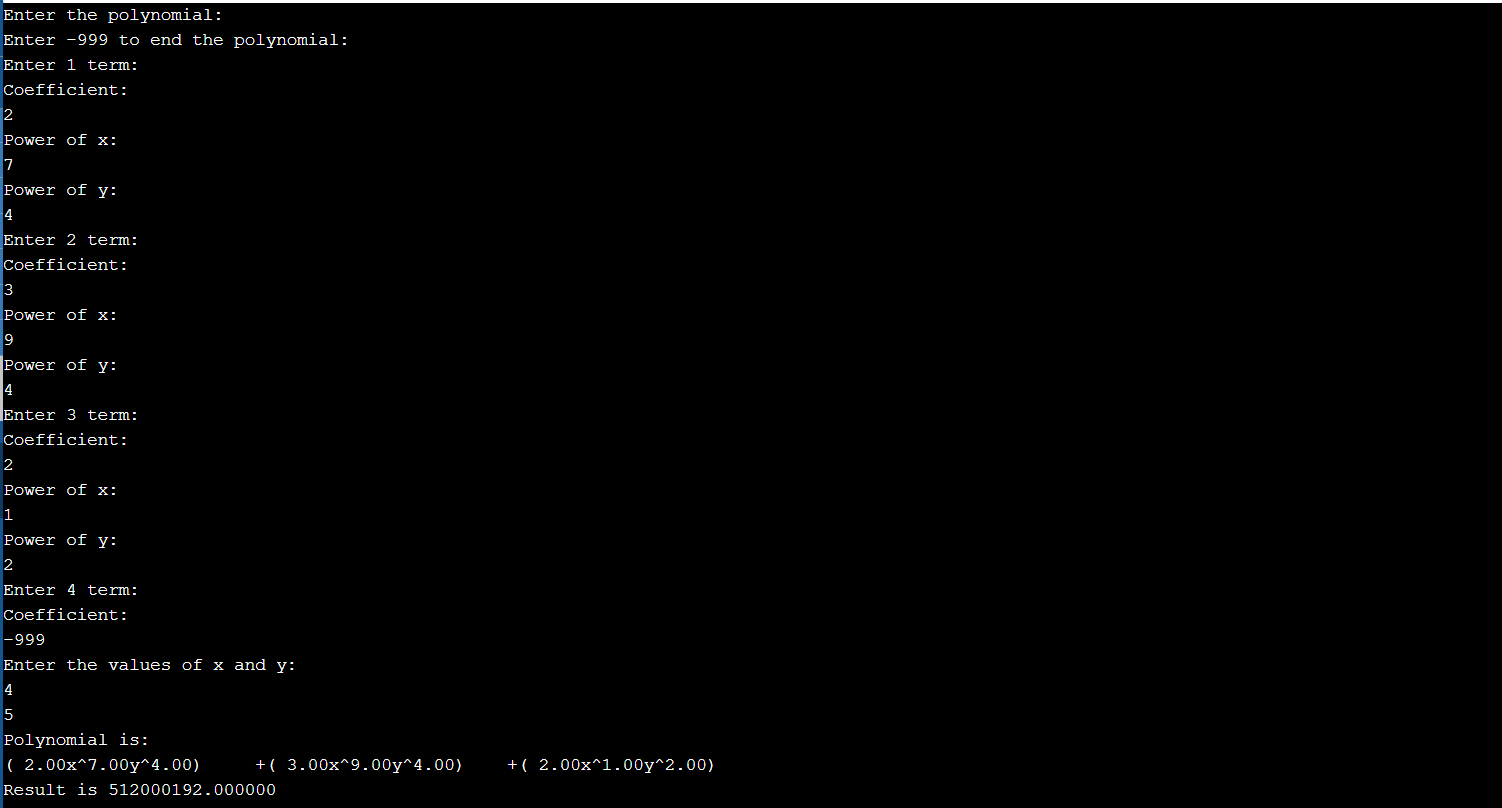 Enter the polynomial:
Enter -999 to end the polynomial:
Enter 1 term:
Coefficient:
2
Power of x:
7
Power of y:
4
Enter 2 term:
Coefficient:
3
Power of x:
9
Power of y:
4
Enter 3 term:
Coefficient:
2
Power of x:
1
Power of y:
2
Enter 4 term:
Coefficient:
-999
Enter the values of x and y:
4
5
Polynomial is:
( 2.00x^7.00y^4.00)     +( 3.00x^9.00y^4.00)    +( 2.00x^1.00y^2.00)
Result is 512000192.000000